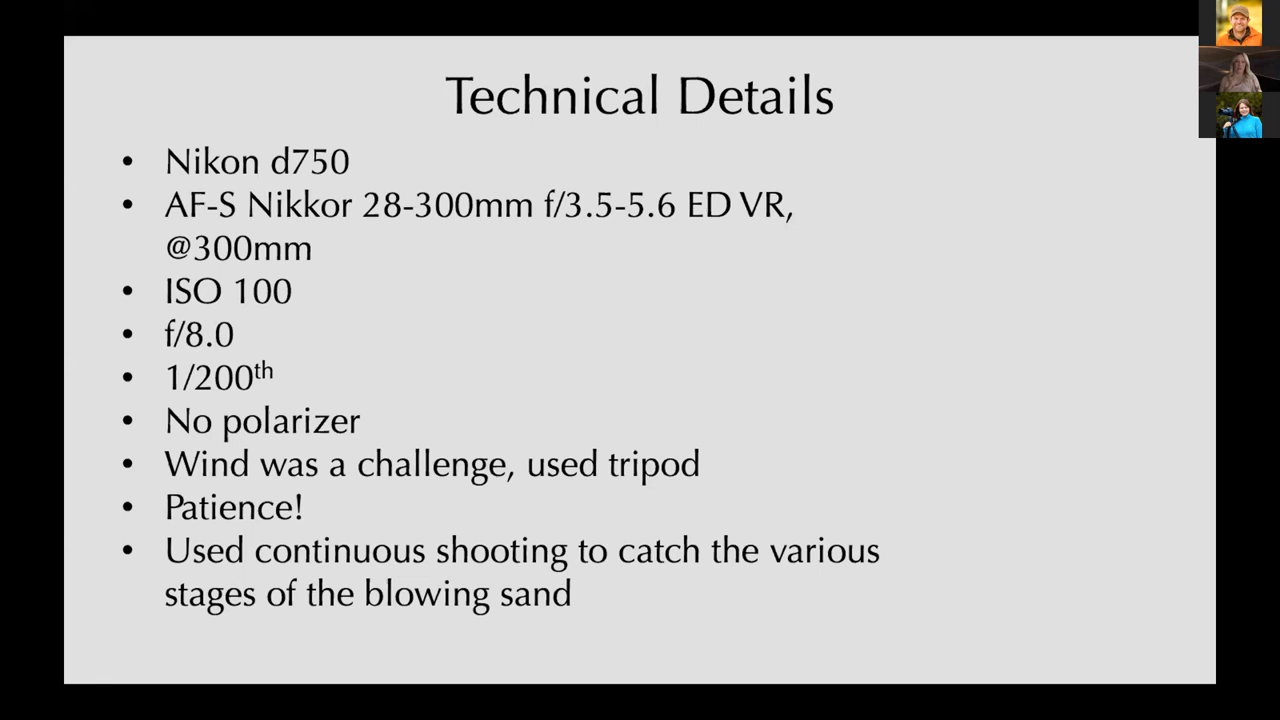 Technical Details
• Nikon d750
• AF-S Nikkor 28-300mm f/3.5-5.6 ED VR,
@300mm
• ISO 100
• f/8.0
• 1/200th
• No polarizer
• Wind was a challenge, used tripod
• Patience!
• Used continuous shooting to catch the various
stages of the blowing sand